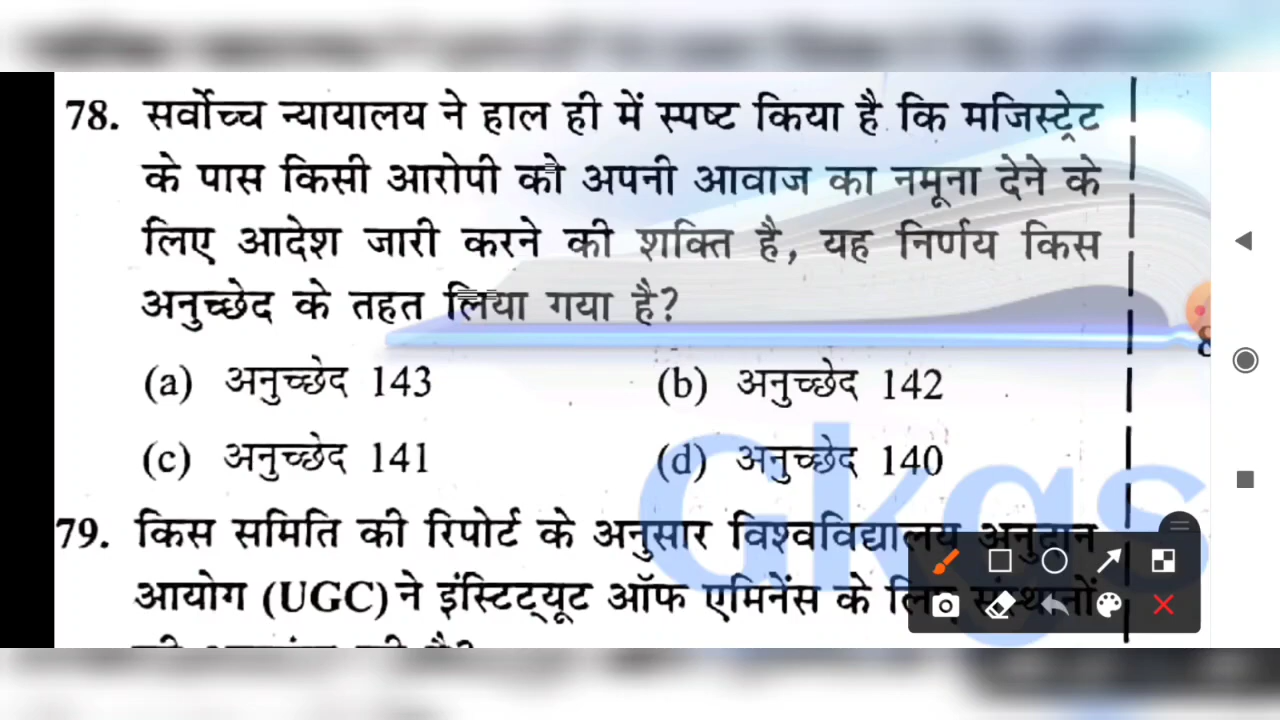 78. सर्वोच्च न्यायालय ने हाल ही में स्पष्ट किया है कि मजिस्ट्रेट
के पास किसी आरोपी को अपनी आवाज का नमूना देने के
लिए आदेश जारी करने की शक्ति है, यह निर्णय किस
अनुच्छेद के तहत लिया गया है?
(a) अनुच्छेद 143 (b) अनुच्छेद 142
(c) अनुच्छेद 141 (d) अनुच्छेद 140
Gkgs
79. किस समिति की रिपोर्ट के अनुसार विश्वविद्यालय अनुदान
आयोग (UGC) ने इंस्टिट्यूट ऑफ एमिनेंस के लिए संस्थानों